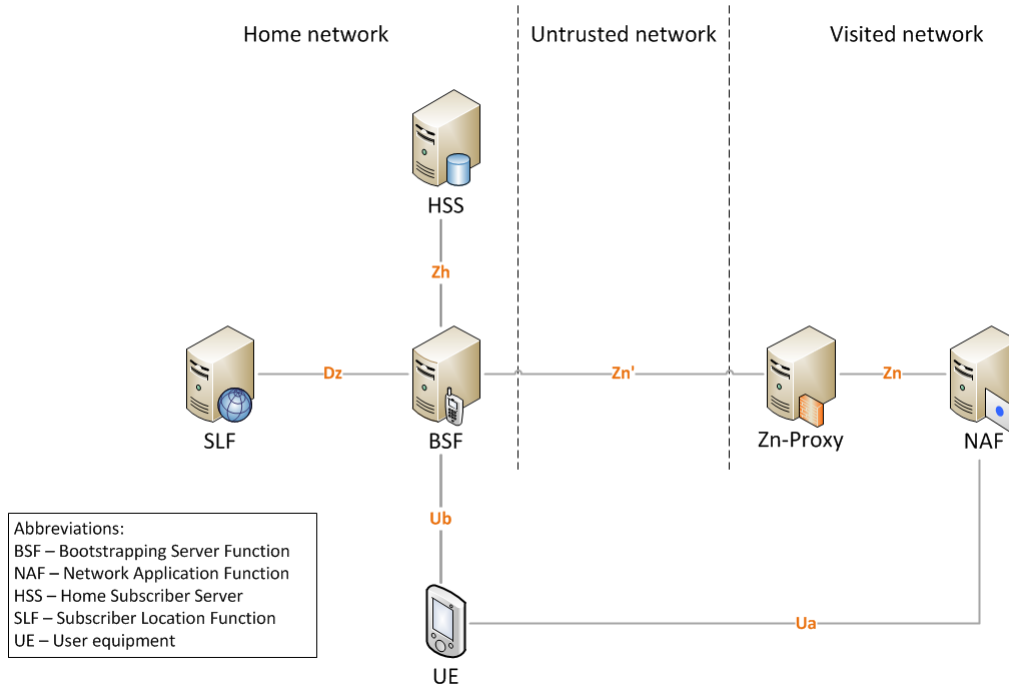 Home network
Untrusted network
Visited network
HSS
Zh
Dz
Zn'
Zn
SLF
BSF
Zn-Proxy
NAF
Ub
Abbreviations:
BSF – Bootstrapping Server Function
NAF – Network Application Function
HSS – Home Subscriber Server
SLF – Subscriber Location Function
UE – User equipment
Ua
UE